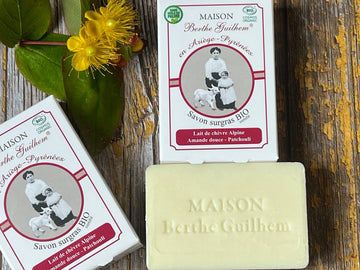 MAISON
Berthe Guilhem
en Ariège-Pyrénées
Savon surgras BIO
Lait de chèvre Alpine
Amande douce - Patchouli
MAISON
Berthe Guilhem
en Ariège-Pyrénées
Savon surgras BIO
Lait de chèvre Alpine
Amande douce - Patchouli
MAISON
Berthe Guilhem